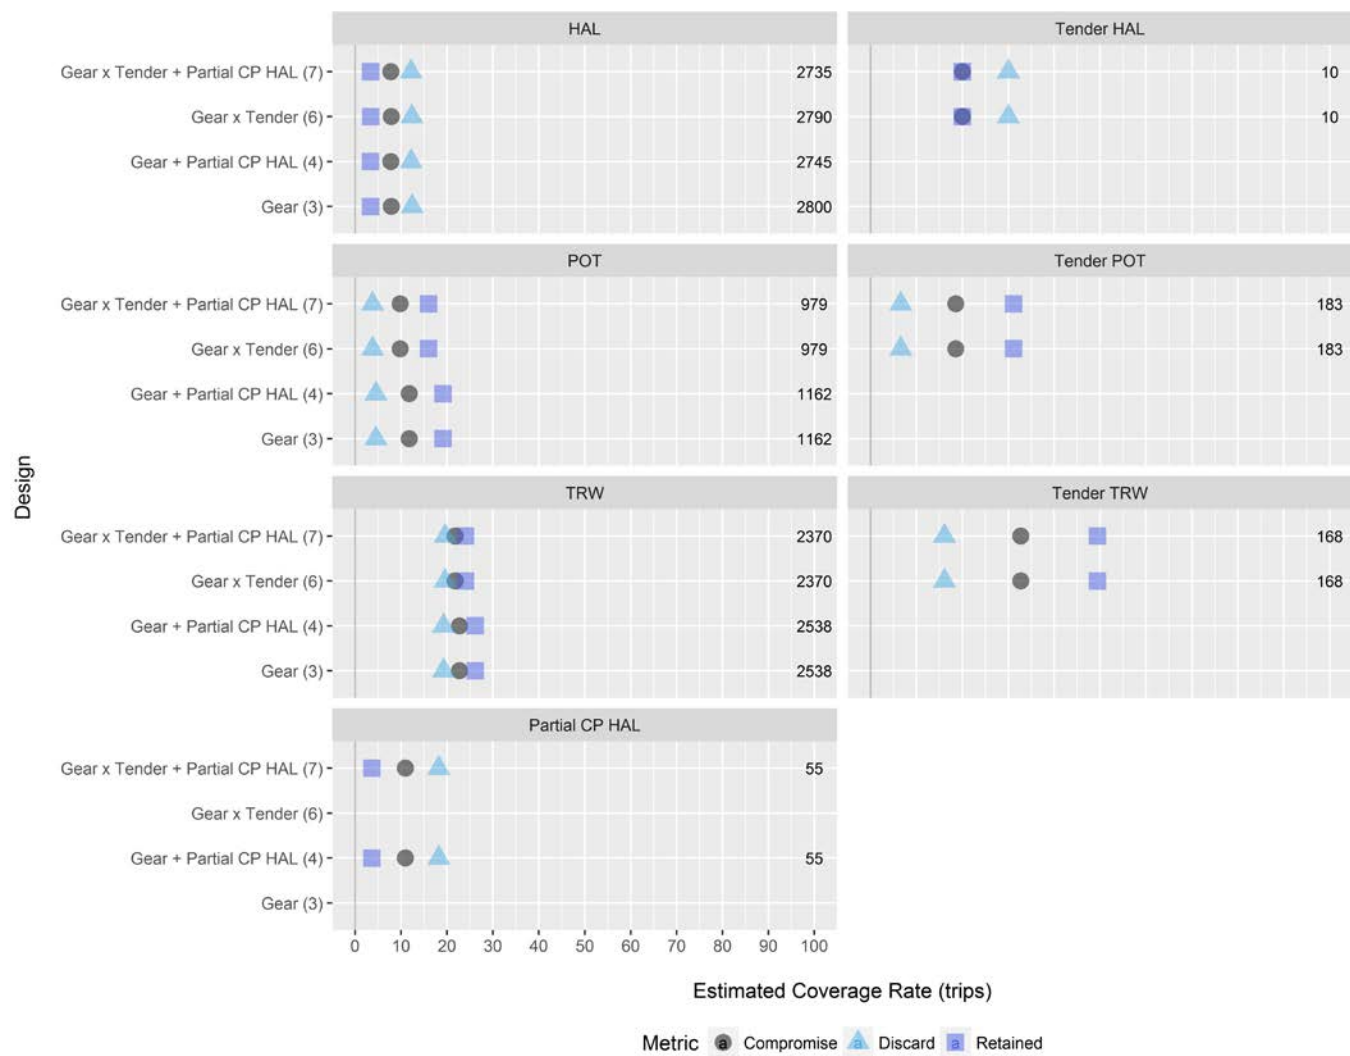 HAL
Tender HAL
Gear x Tender + Partial CP HAL (7)
2735
10
Gear x Tender (6)
2790
10
Gear + Partial CP HAL (4)
2745
Gear (3)
2800
POT
Tender POT
Gear x Tender + Partial CP HAL (7)
979
183
Gear x Tender (6)
979
183
Gear + Partial CP HAL (4)
1162
Gear (3)
1162
Design
TRW
Tender TRW
Gear x Tender + Partial CP HAL (7)
2370
168
Gear x Tender (6)
2370
168
Gear + Partial CP HAL (4)
2538
Gear (3)
2538
Partial CP HAL
Gear x Tender + Partial CP HAL (7)
55
Gear x Tender (6)
Gear + Partial CP HAL (4)
55
Gear (3)
0 10 20 30 40 50 60 70 80 90 100
Estimated Coverage Rate (trips)
Metric a Compromise a Discard a Retained